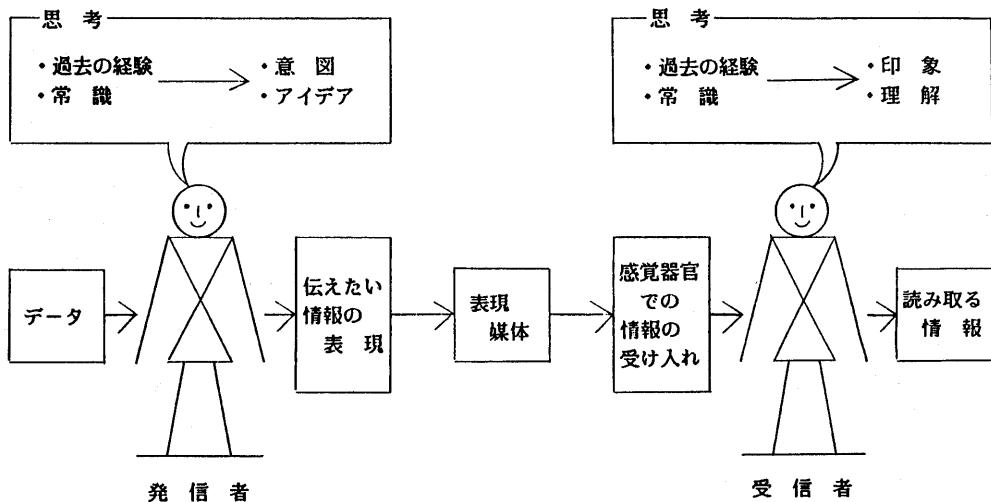 思 考
・過去の経験
・常 識
・意 図
・アイデア
思 考
・過去の経験
・常 識
・印 象
・理 解
データ
伝えたい
情報の
表 現
表現
媒体
感覚器官
での
情報の
受け入れ
読み取る
情報
発 信 者
受 信 者